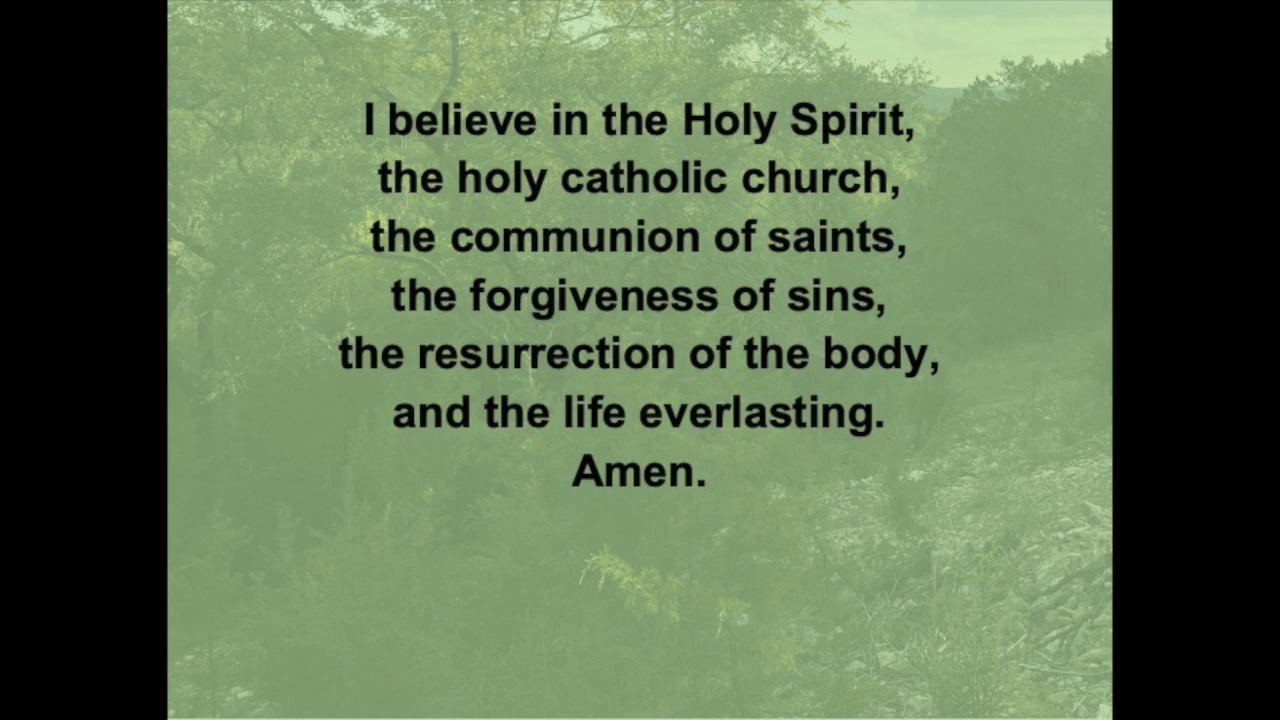 I believe in the Holy Spirit,
the holy catholic church,
the communion of saints,
the forgiveness of sins,
the resurrection of the body,
and the life everlasting.
Amen.